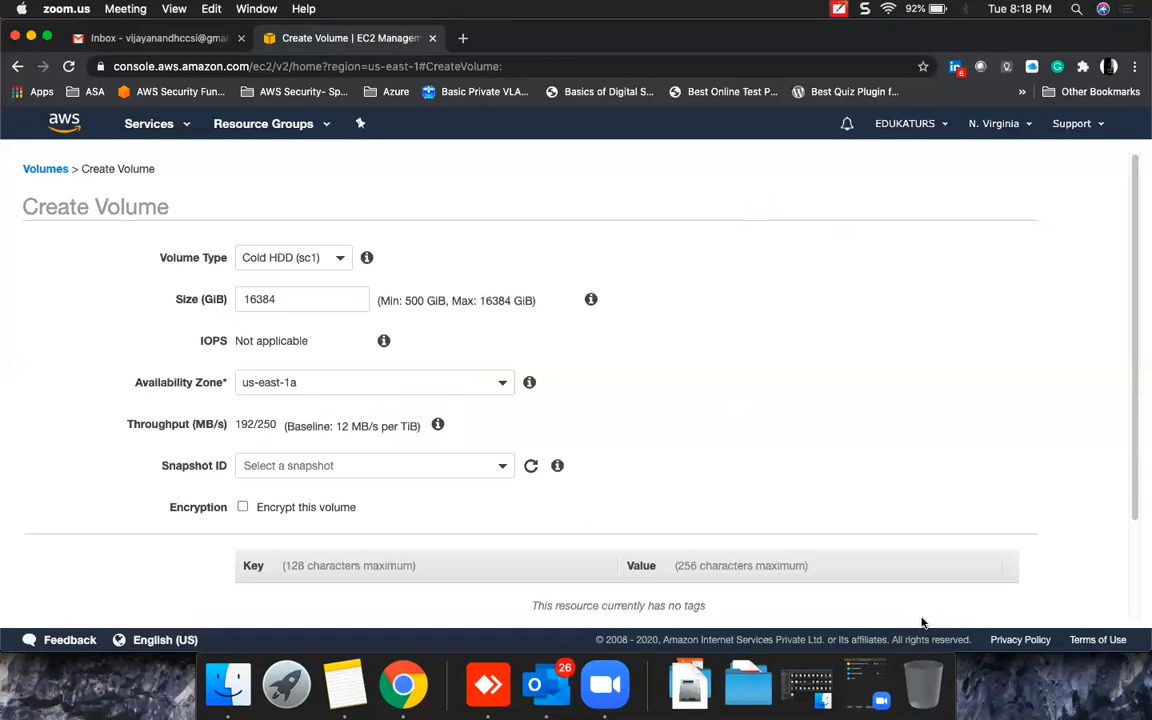 zoom.us Meeting View Edit Window Help 92% Tue 8:18 PM
Inbox - vijayanandhccsi@gmai × Create Volume | EC2 Managem × +
console.aws.amazon.com/ec2/v2/home?region=us-east-1#CreateVolume: 6
Apps ASA AWS Security Fun... AWS Security- Sp... Azure Basic Private VLA... Basics of Digital S... Best Online Test P... Best Quiz Plugin f... » Other Bookmarks
aws Services Resource Groups EDUKATURS N. Virginia Support
Volumes > Create Volume
Create Volume
Volume Type Cold HDD (sc1)
Size (GiB) 16384 (Min: 500 GiB, Max: 16384 GiB)
IOPS Not applicable
Availability Zone* us-east-1a
Throughput (MB/s) 192/250 (Baseline: 12 MB/s per TiB)
Snapshot ID Select a snapshot
Encryption Encrypt this volume
Key (128 characters maximum) Value (256 characters maximum)
This resource currently has no tags
Feedback English (US) © 2008 - 2020, Amazon Internet Services Private Ltd. or its affiliates. All rights reserved. Privacy Policy Terms of Use
26